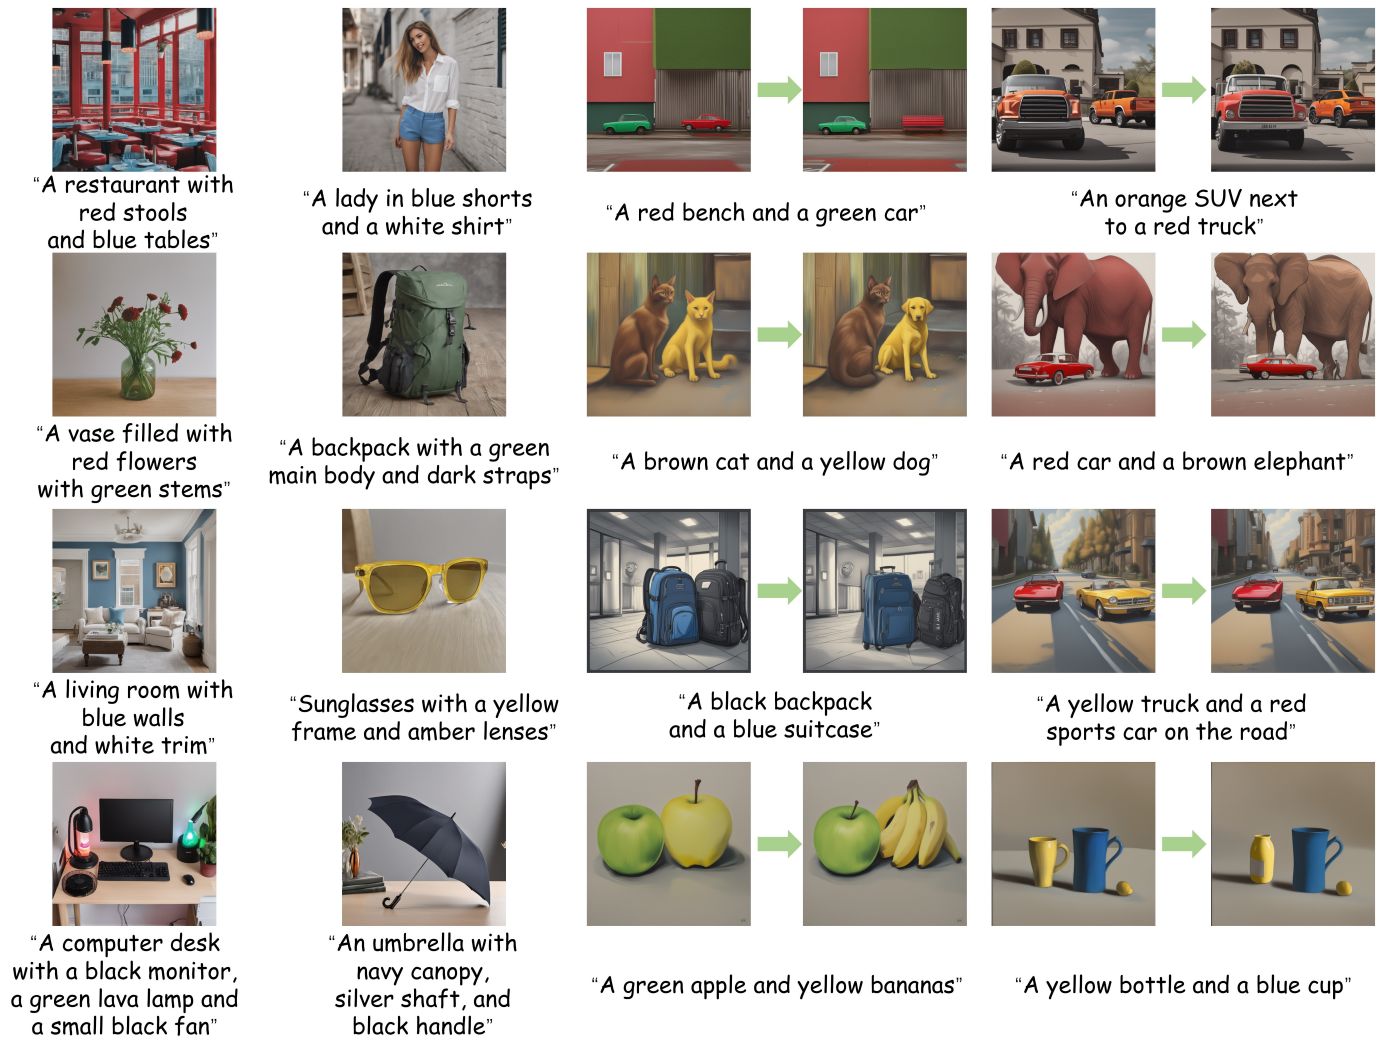 “A restaurant with
red stools
and blue tables”
“A lady in blue shorts
and a white shirt”
“A red bench and a green car”
“An orange SUV next
to a red truck”
“A vase filled with
red flowers
with green stems”
“A backpack with a green
main body and dark straps”
“A brown cat and a yellow dog”
“A red car and a brown elephant”
“A living room with
blue walls
and white trim”
“Sunglasses with a yellow
frame and amber lenses”
“A black backpack
and a blue suitcase”
“A yellow truck and a red
sports car on the road”
“A computer desk
with a black monitor,
a green lava lamp and
a small black fan”
“An umbrella with
navy canopy,
silver shaft, and
black handle”
“A green apple and yellow bananas”
“A yellow bottle and a blue cup”